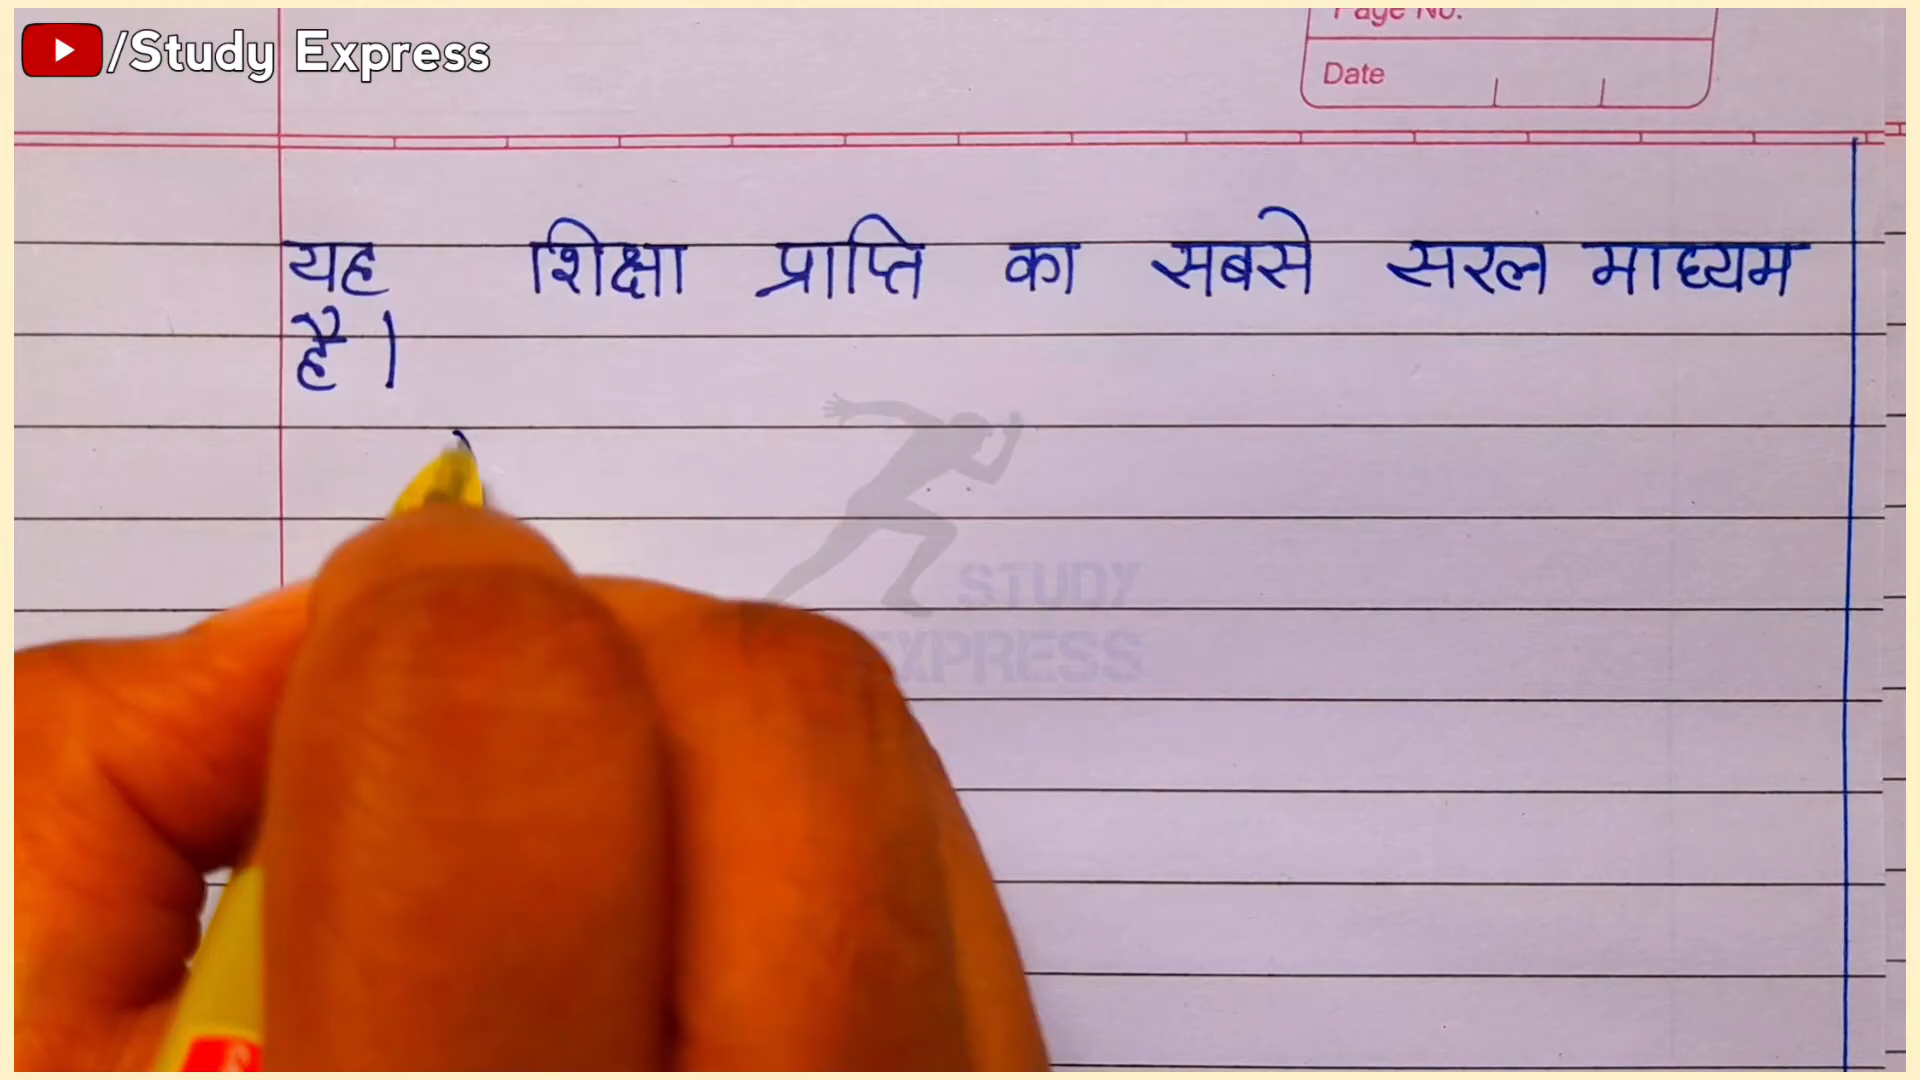 /Study Express
Page No.
Date
यह शिक्षा प्राप्ति का सबसे सरल माध्यम
है।
STUDY
EXPRESS